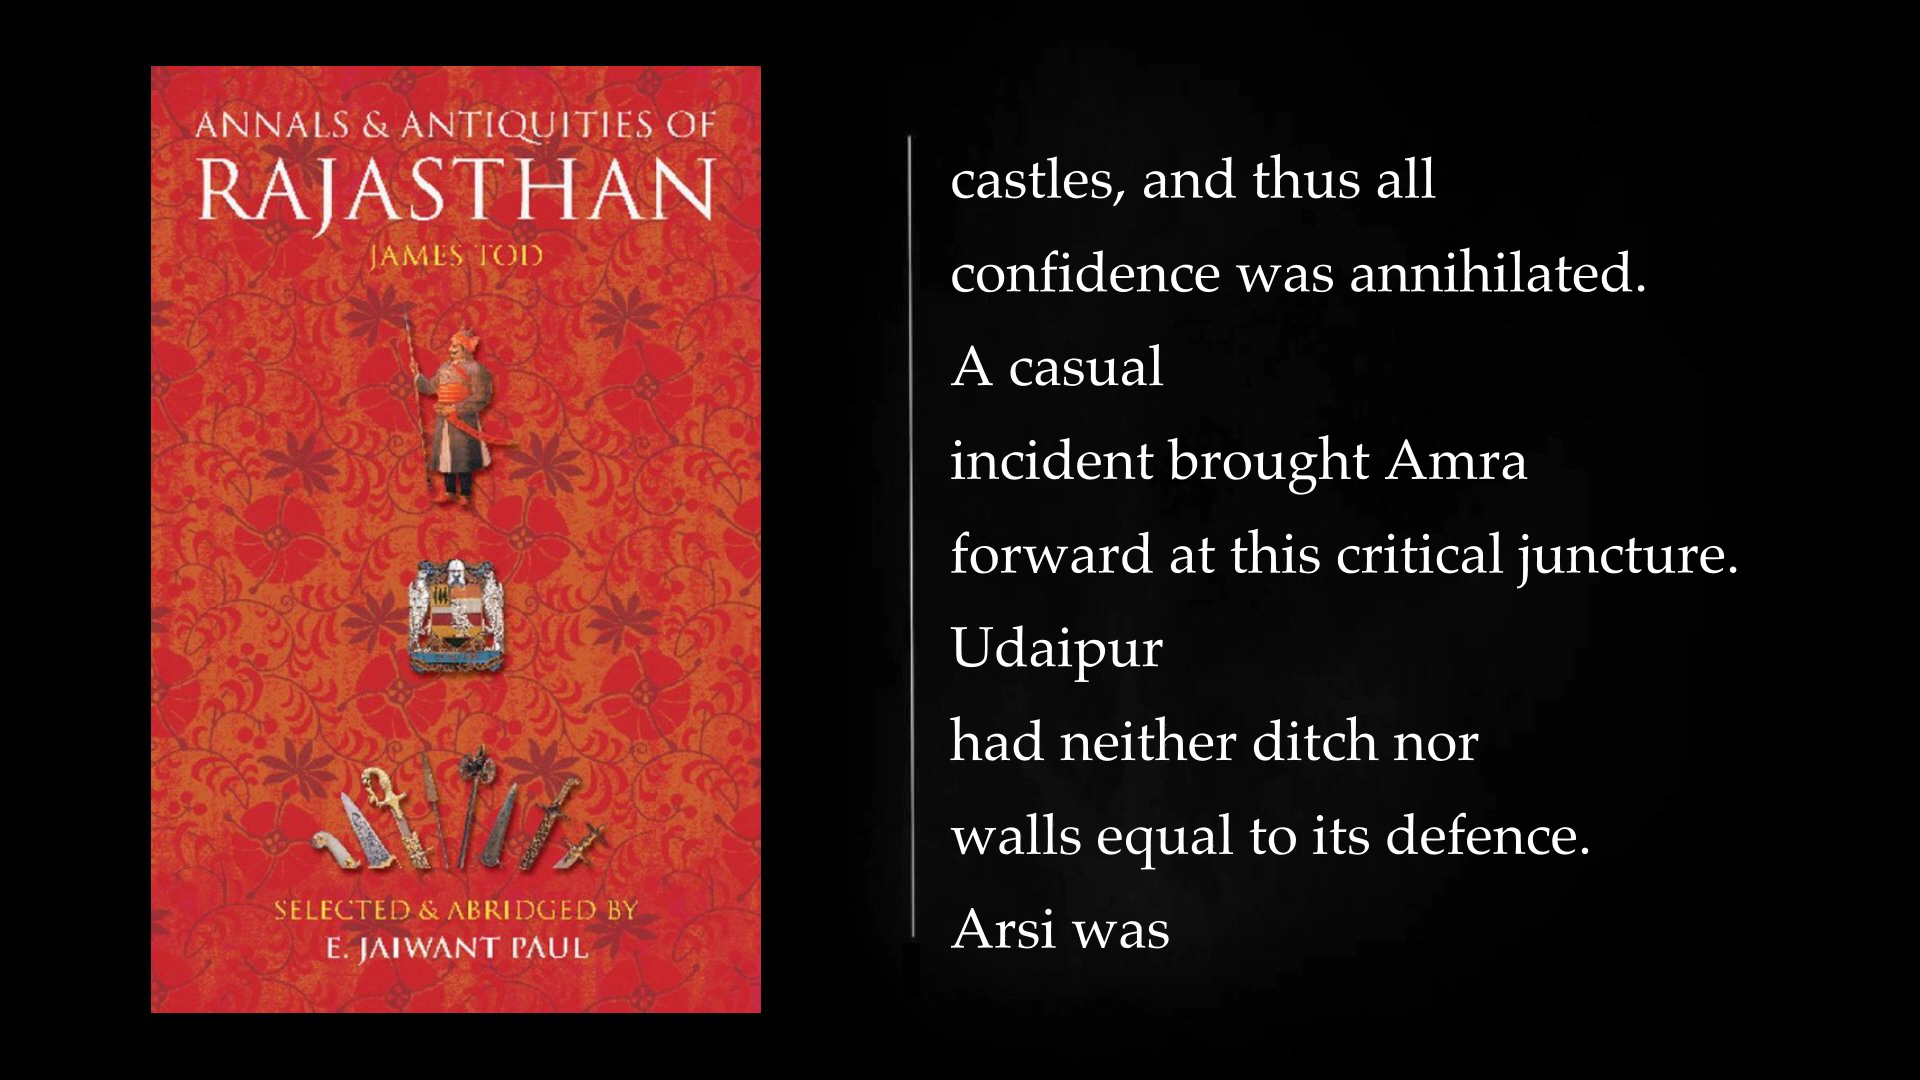 ANNALS & ANTIQUITIES OF
RAJASTHAN
JAMES TOD
SELECTED & ABRIDGED BY
E. JAIWANT PAUL
castles, and thus all
confidence was annihilated.
A casual
incident brought Amra
forward at this critical juncture.
Udaipur
had neither ditch nor
walls equal to its defence.
Arsi was